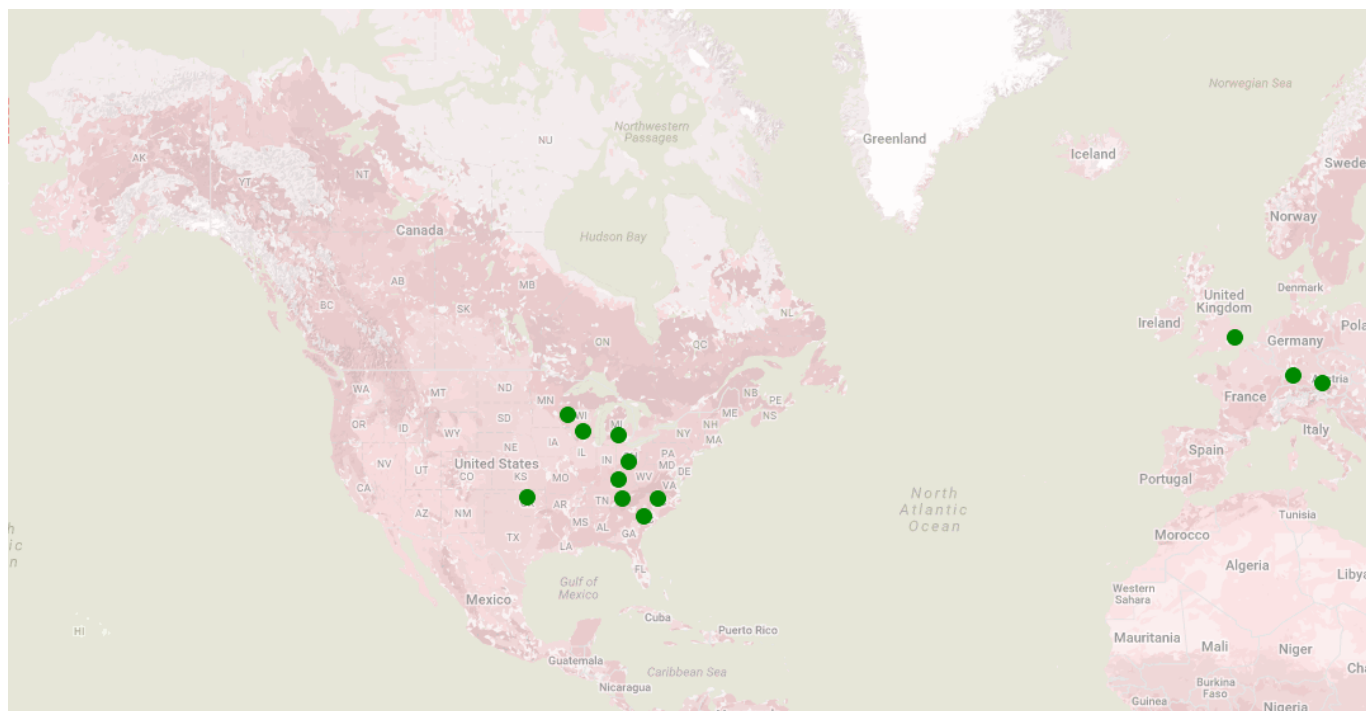 Norwegian Sea
Northwestern
Passages
NU
Greenland
Iceland
AK
YT
NT
Swede
Norway
Canada
Hudson Bay
AB
MB
SK
BC
NL
Denmark
United
Kingdom
Ireland
Pola
Germany
ON
QC
WA
MT
ND
MN
WI
NB
PE
ME
NS
Austria
France
OR
ID
WY
SD
MI
NH
NY
MA
IA
NE
IL
IN
PA
MD
DE
Italy
Spain
Portugal
NV
UT
CO
United States
KS
MO
WV
VA
CA
AZ
NM
AR
TN
MS
AL
GA
TX
LA
FL
North
Atlantic
Ocean
Tunisia
Morocco
Algeria
Libya
h
ic
n
Gulf of
Mexico
Mexico
Cuba
Puerto Rico
Western
Sahara
HI
Mauritania
Mali
Niger
Cha
Guatemala
Caribbean Sea
Nicaragua
Burkina
Faso
Guinea
Nigeria